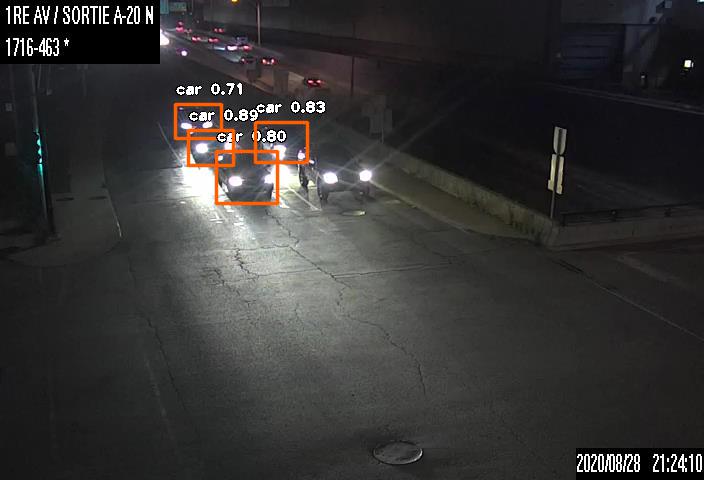 1RE AV / SORTIE A-20 N
1716-463 *
car 0.71
car 0.83
car 0.89
car 0.80
2020/08/28 21:24:10